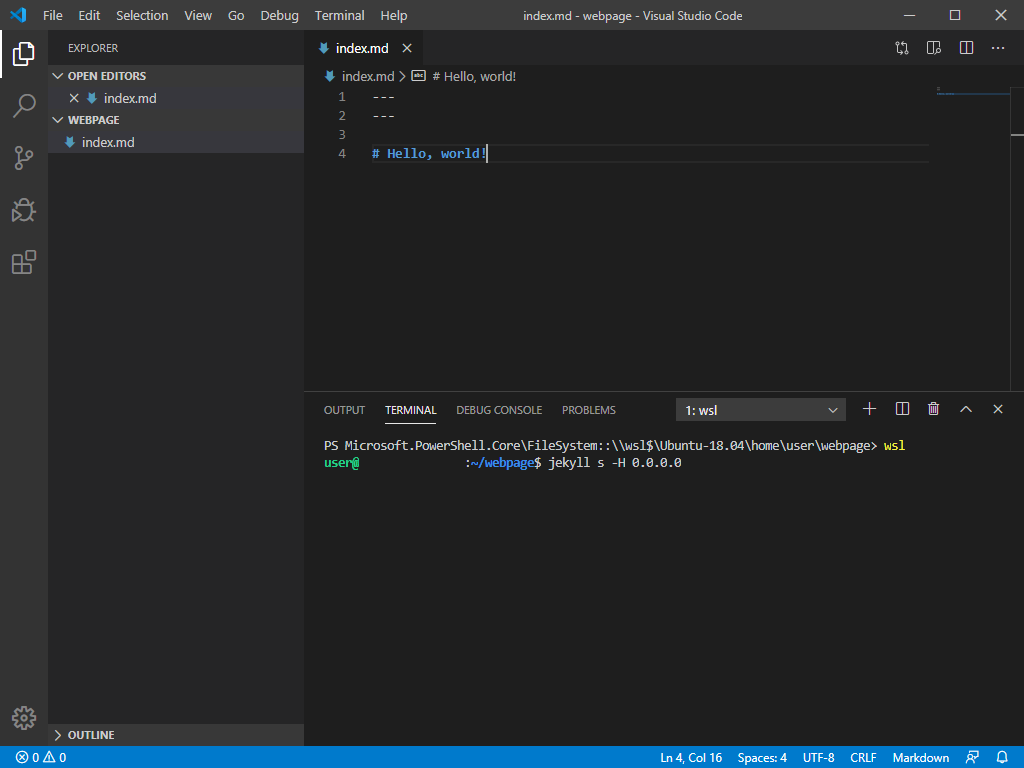 File Edit Selection View Go Debug Terminal Help index.md - webpage - Visual Studio Code
EXPLORER
OPEN EDITORS
index.md
WEBPAGE
index.md
OUTLINE
index.md
index.md > abc # Hello, world!
1 ---
2 ---
3
4 # Hello, world!
OUTPUT TERMINAL DEBUG CONSOLE PROBLEMS 1: wsl
PS Microsoft.PowerShell.Core\FileSystem::\\wsl$\Ubuntu-18.04\home\user\webpage> wsl
user@ :~/webpage$ jekyll s -H 0.0.0.0
0 0 Ln 4, Col 16 Spaces: 4 UTF-8 CRLF Markdown